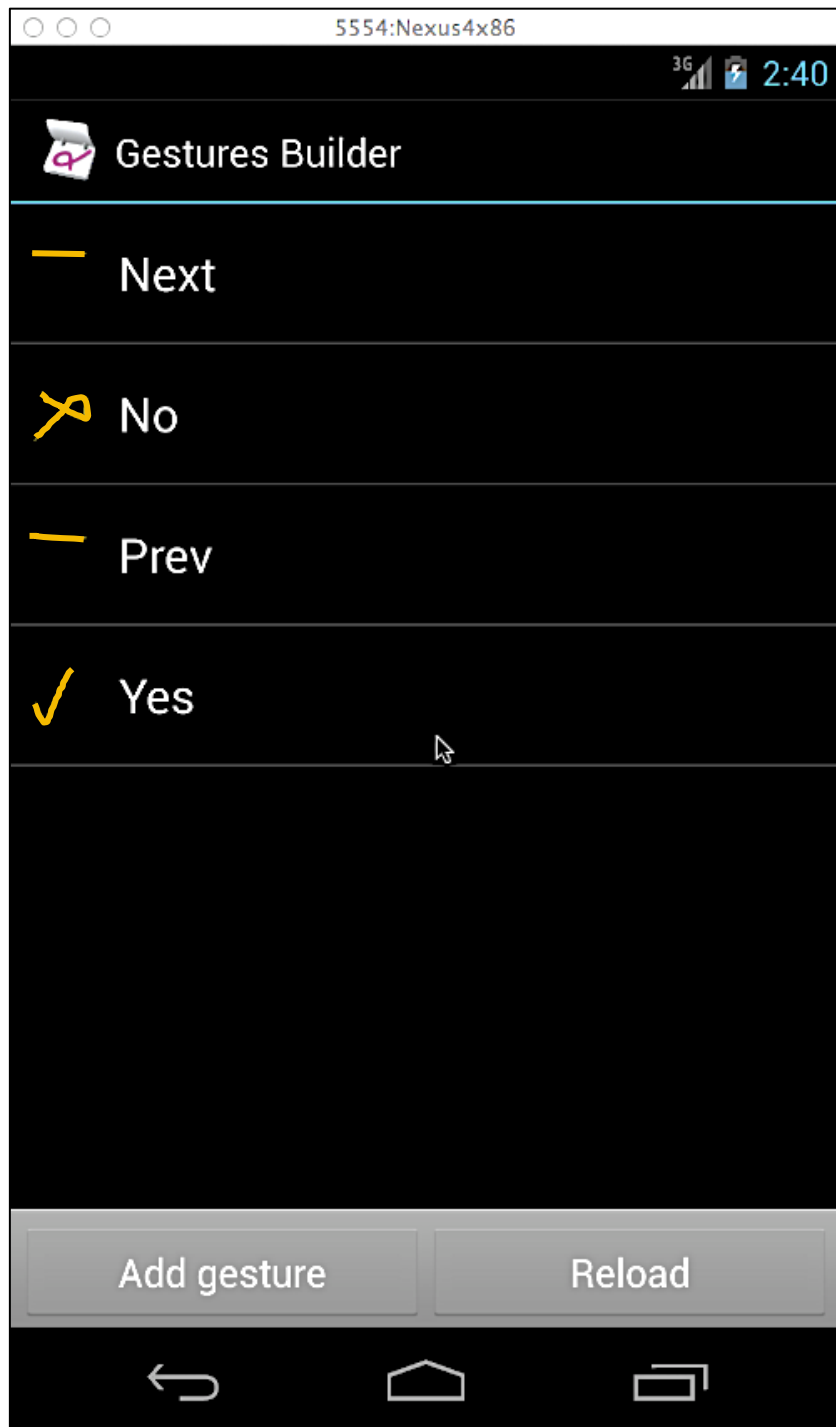 5554:Nexus4x86
3G 2:40
Gestures Builder
Next
No
Prev
Yes
Add gesture Reload